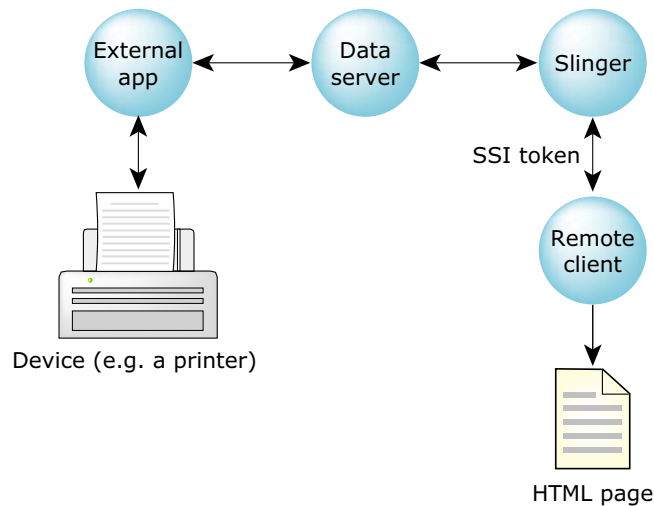 External
app
Data
server
Slinger
SSI token
Remote
client
Device (e.g. a printer)
HTML page